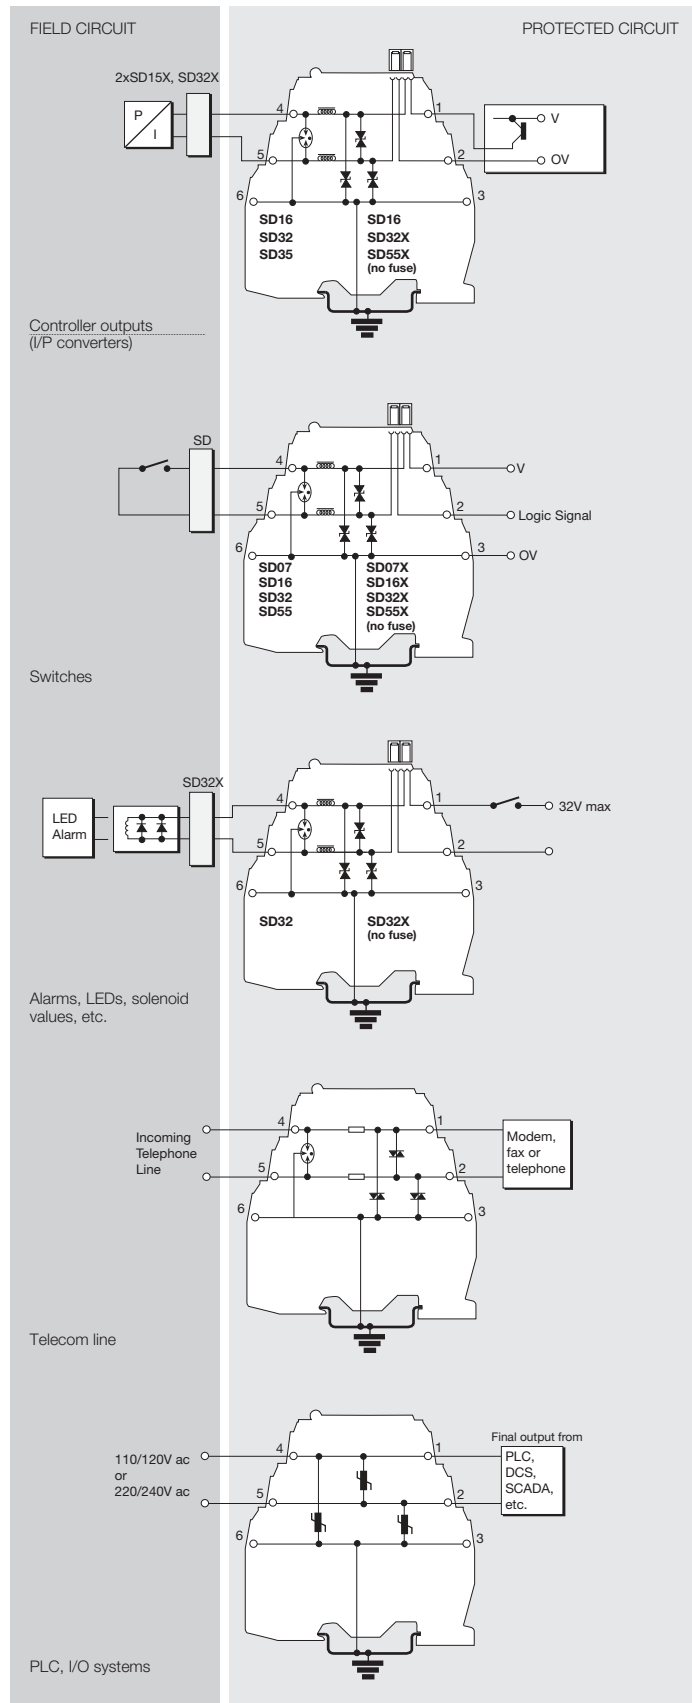 FIELD CIRCUIT
PROTECTED CIRCUIT
2xSD15X, SD32X
P
I
4
5
6
1
2
3
V
OV
SD16
SD32
SD35
SD16
SD32X
SD55X
(no fuse)
Controller outputs
(I/P converters)
SD
4
5
6
1
2
3
V
Logic Signal
OV
SD07
SD16
SD32
SD55
SD07X
SD16X
SD32X
SD55X
(no fuse)
Switches
SD32X
LED
Alarm
4
5
6
1
2
3
32V max
SD32
SD32X
(no fuse)
Alarms, LEDs, solenoid
values, etc.
Incoming
Telephone
Line
4
5
6
1
2
3
Modem,
fax or
telephone
Telecom line
110/120V ac
or
220/240V ac
4
5
6
1
2
3
Final output from
PLC,
DCS,
SCADA,
etc.
PLC, I/O systems